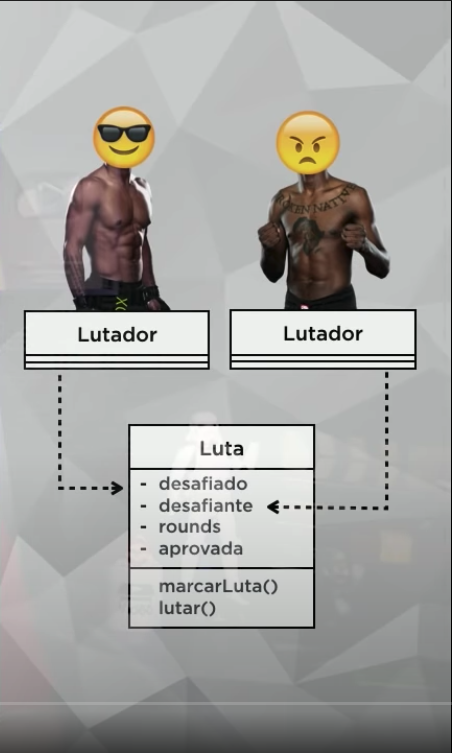 Lutador
Lutador
Luta
- desafiado
- desafiante
- rounds
- aprovada
marcarLuta()
lutar()